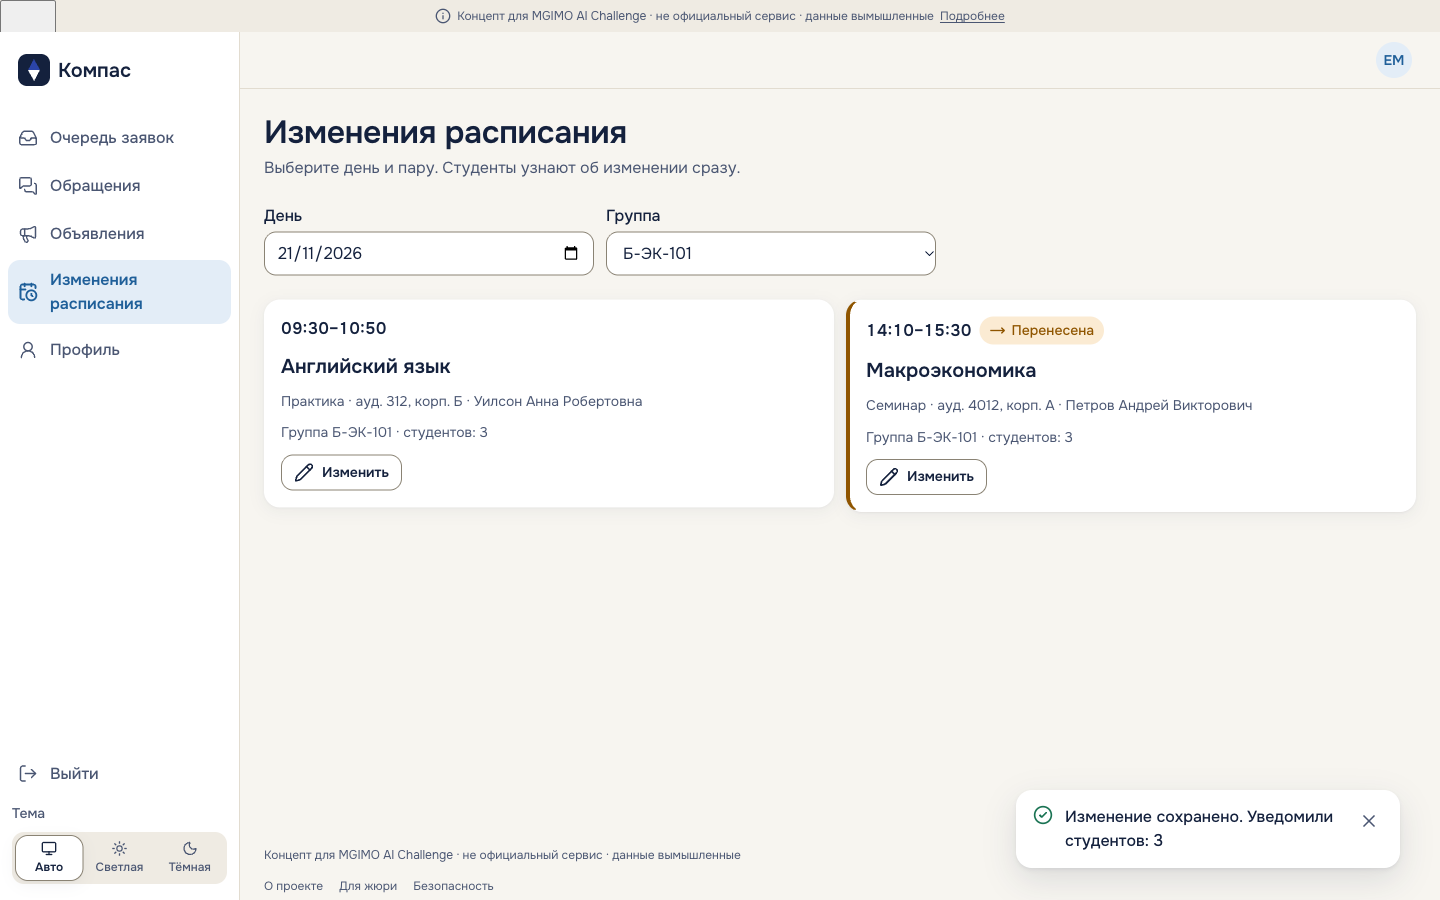 Концепт для MGIMO AI Challenge · не официальный сервис · данные вымышленные Подробнее
Компас
ЕМ
Очередь заявок
Обращения
Объявления
Изменения
расписания
Профиль
Выйти
Тема
Авто
Светлая
Тёмная
Изменения расписания
Выберите день и пару. Студенты узнают об изменении сразу.
День
Группа
21/11/2026
Б-ЭК-101
09:30–10:50
Английский язык
Практика · ауд. 312, корп. Б · Уилсон Анна Робертовна
Группа Б-ЭК-101 · студентов: 3
Изменить
14:10–15:30 → Перенесена
Макроэкономика
Семинар · ауд. 4012, корп. А · Петров Андрей Викторович
Группа Б-ЭК-101 · студентов: 3
Изменить
Изменение сохранено. Уведомили
студентов: 3
Концепт для MGIMO AI Challenge · не официальный сервис · данные вымышленные
О проекте Для жюри Безопасность